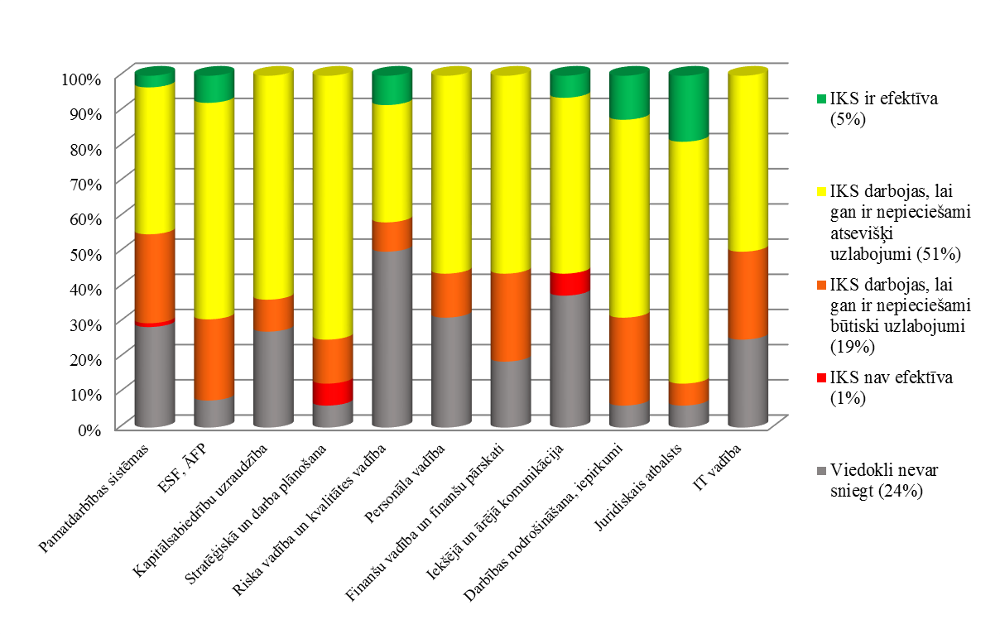 100%
90%
80%
70%
60%
50%
40%
30%
20%
10%
0%
Pamatdarbības sistēmas
ESF, ĀFP
Kapitālsabiedrību uzraudzība
Stratēģiskā un darba plānošana
Riska vadība un kvalitātes vadība
Personāla vadība
Finanšu vadība un finanšu pārskati
Iekšējā un ārējā komunikācija
Darbības nodrošināšana, iepirkumi
Juridiskais atbalsts
IT vadība
IKS ir efektīva
(5%)
IKS darbojas, lai
gan ir nepieciešami
atsevišķi
uzlabojumi (51%)
IKS darbojas, lai
gan ir nepieciešami
būtiski uzlabojumi
(19%)
IKS nav efektīva
(1%)
Viedokli nevar
sniegt (24%)